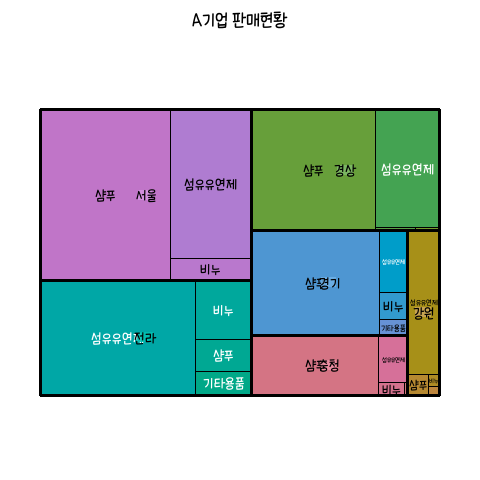 A기업 판매현황
샴푸 서울
섬유유연제
비누
섬유유연전라
비누
샴푸
기타용품
샴푸 경상
섬유유연제
샴푸경기
섬유유연제
비누
기타용품
샴푸충청
섬유유연제
비누
섬유유연제
강원
샴푸
비누